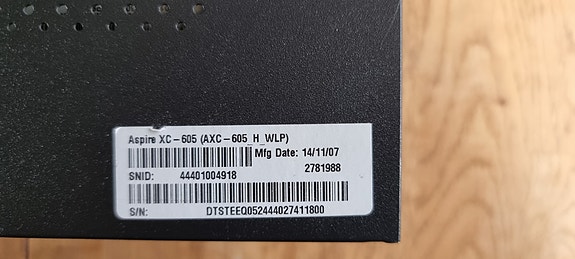 Aspire XC-605 (AXC-605_H_WLP)
Mfg Date: 14/11/07
2781988
SNID: 44401004918
S/N: DTSTEEQ052444027411800